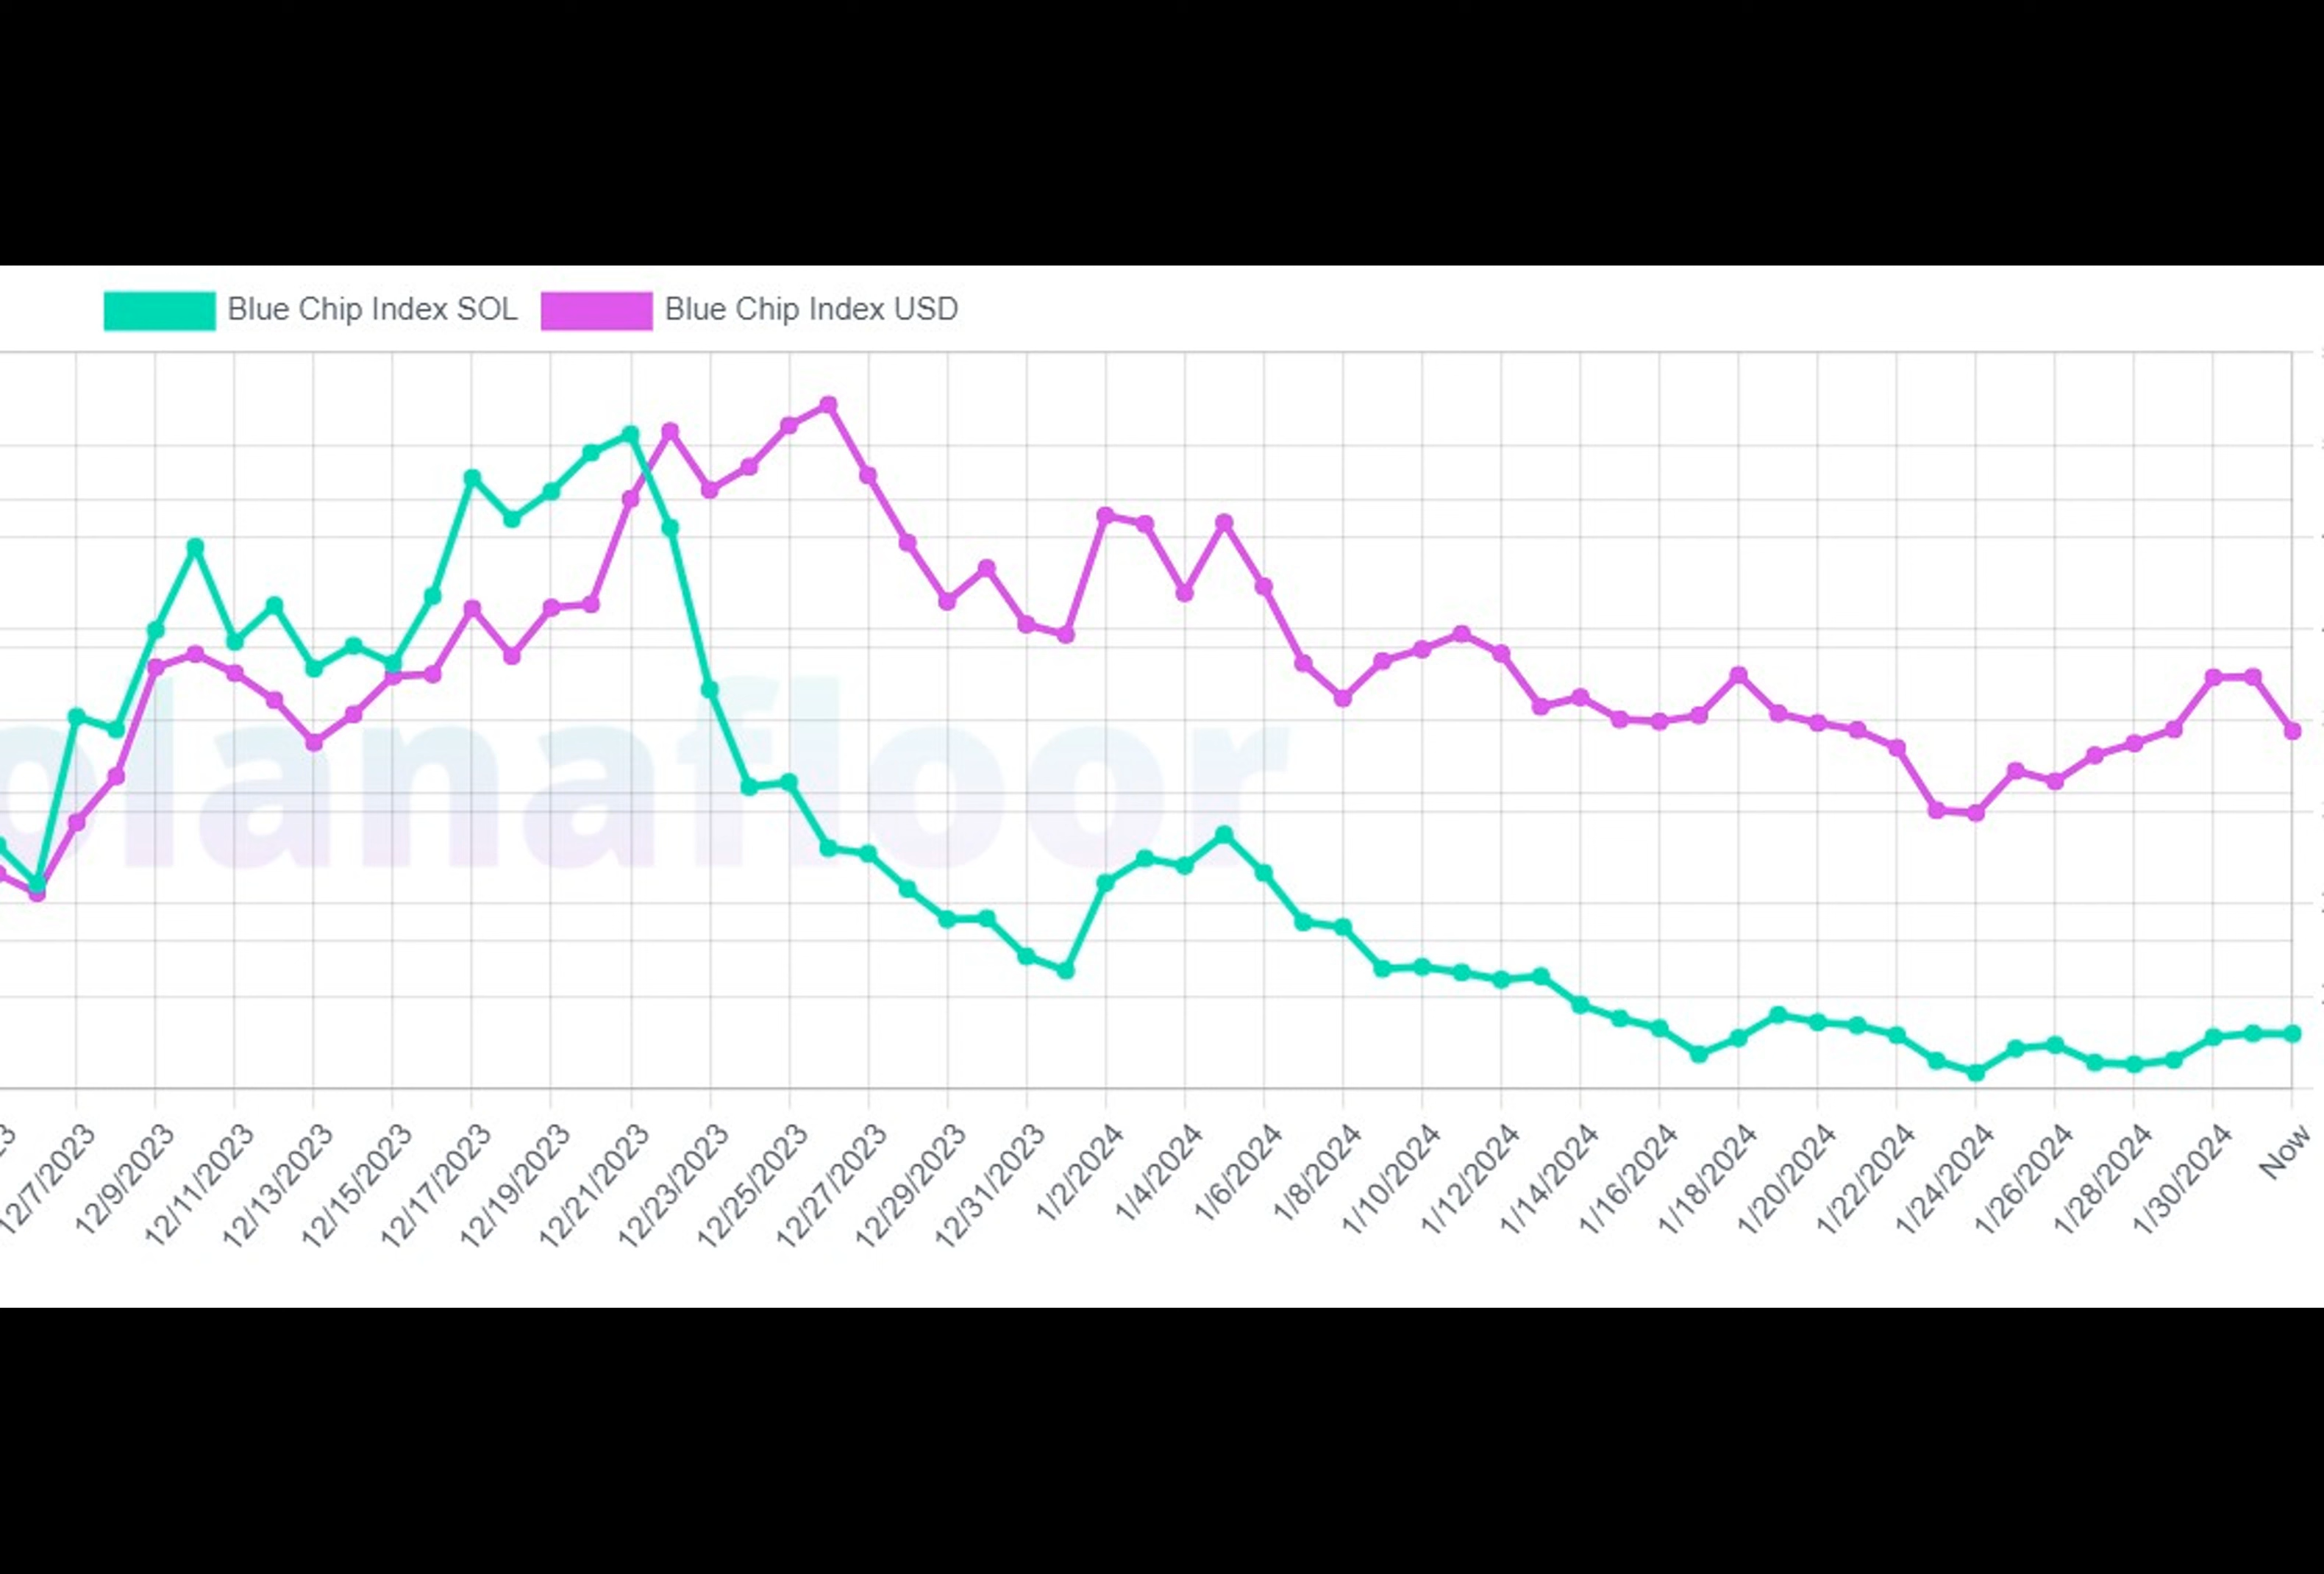 Blue Chip Index SOL Blue Chip Index USD
olanafloor
12/7/2023 12/9/2023 12/11/2023 12/13/2023 12/15/2023 12/17/2023 12/19/2023 12/21/2023 12/23/2023 12/25/2023 12/27/2023 12/29/2023 12/31/2023 1/2/2024 1/4/2024 1/6/2024 1/8/2024 1/10/2024 1/12/2024 1/14/2024 1/16/2024 1/18/2024 1/20/2024 1/22/2024 1/24/2024 1/26/2024 1/28/2024 1/30/2024 Now